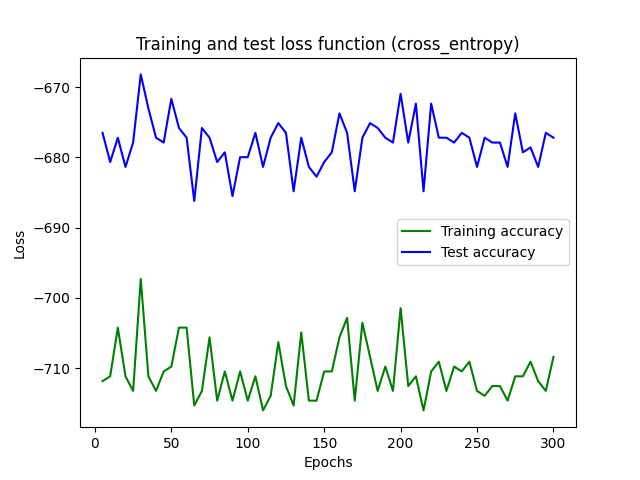 Training and test loss function (cross_entropy)
Loss
−670
−680
−690
−700
−710
Training accuracy
Test accuracy
0
50
100
150
200
250
300
Epochs